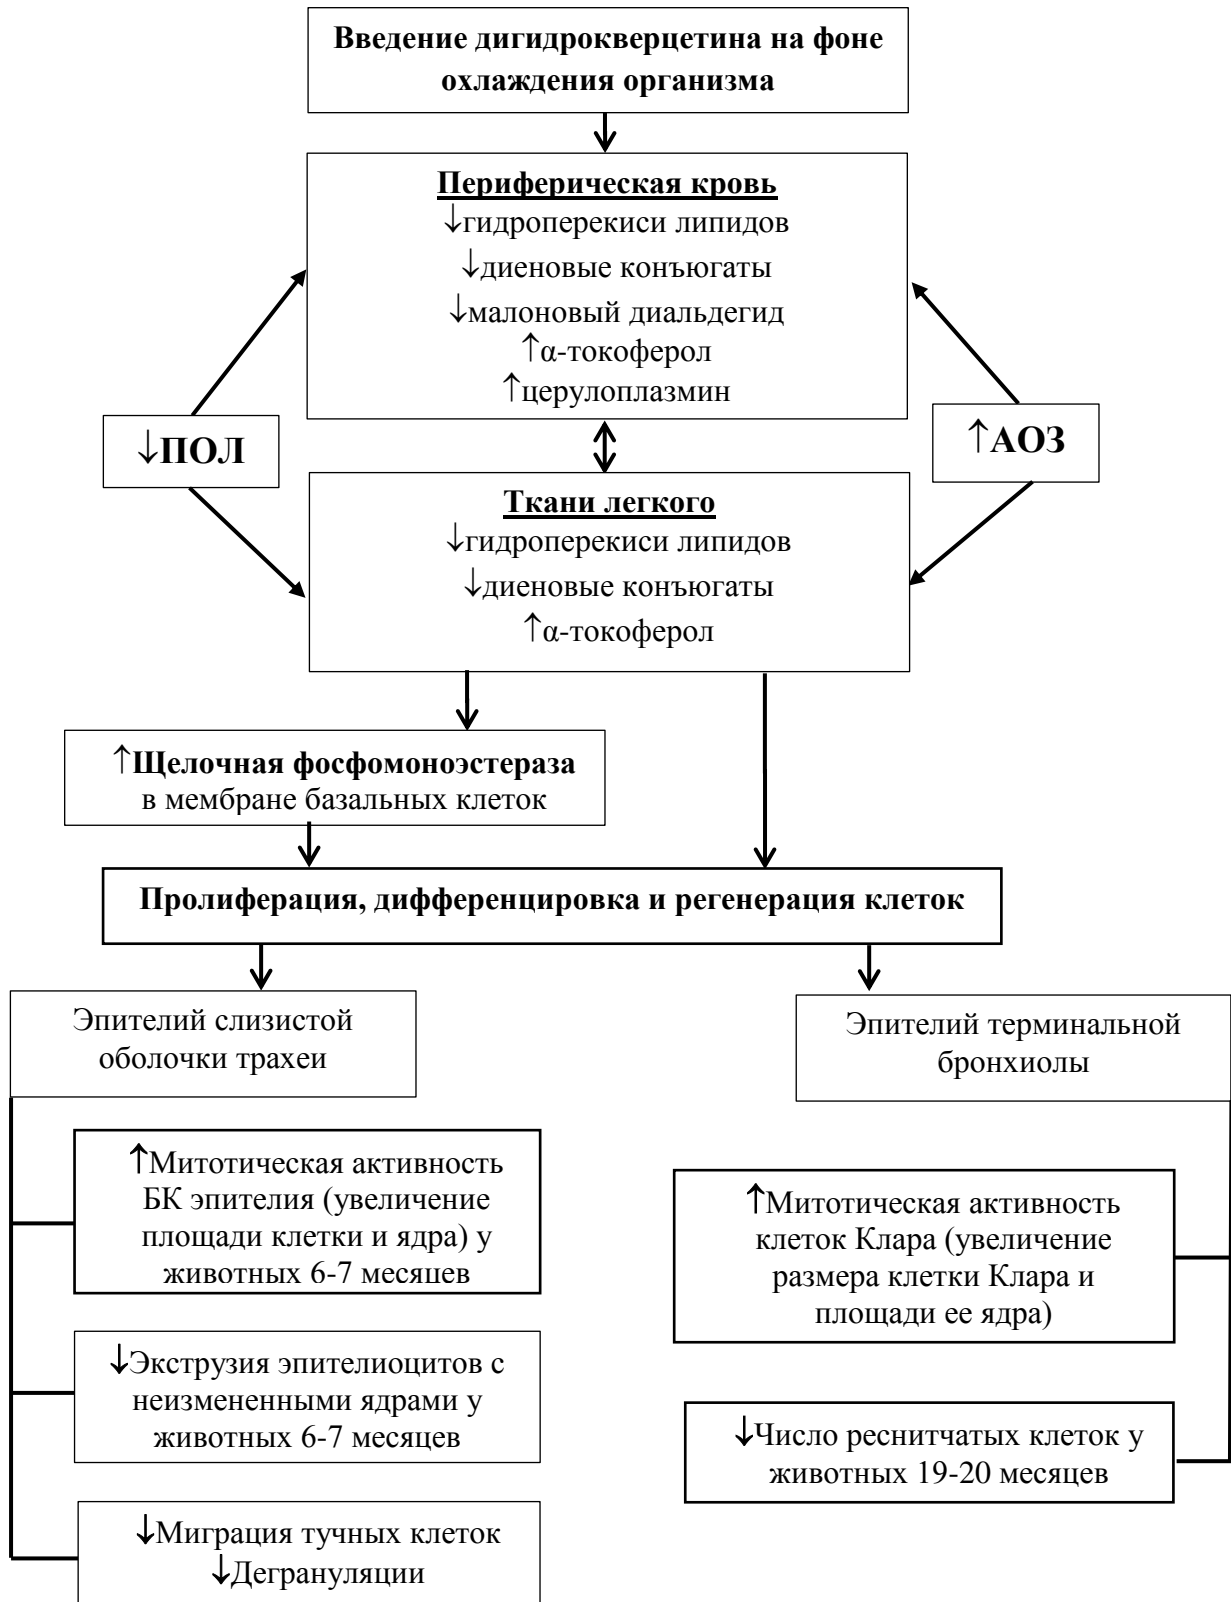 Введение дигидрокверцетина на фоне
охлаждения организма
Периферическая кровь
↓гидроперекиси липидов
↓диеновые конъюгаты
↓малоновый диальдегид
↑α-токоферол
↑церулоплазмин
↓ПОЛ
↑АОЗ
Ткани легкого
↓гидроперекиси липидов
↓диеновые конъюгаты
↑α-токоферол
↑Щелочная фосфомоноэстераза
в мембране базальных клеток
Пролиферация, дифференцировка и регенерация клеток
Эпителий слизистой
оболочки трахеи
↑Митотическая активность
БК эпителия (увеличение
площади клетки и ядра) у
животных 6-7 месяцев
↓Экструзия эпителиоцитов с
неизмененными ядрами у
животных 6-7 месяцев
↓Миграция тучных клеток
↓Дегрануляции
Эпителий терминальной
бронхиолы
↑Митотическая активность
клеток Клара (увеличение
размера клетки Клара и
площади ее ядра)
↓Число реснитчатых клеток у
животных 19-20 месяцев